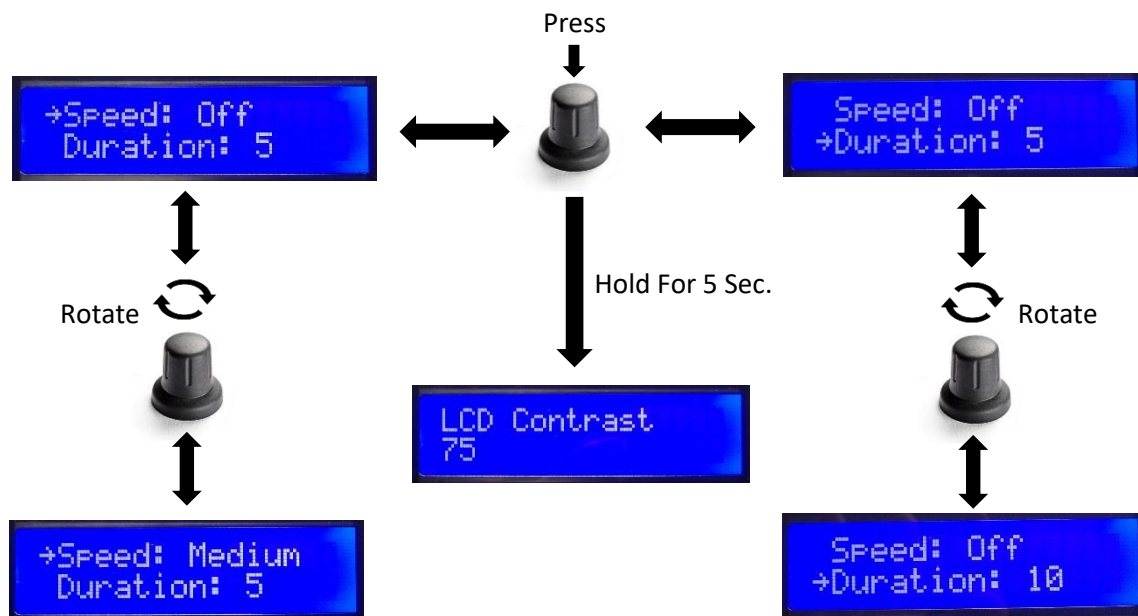 Press
→Speed: Off
Duration: 5
Speed: Off
→Duration: 5
Hold For 5 Sec.
Rotate
Rotate
LCD Contrast
75
→Speed: Medium
Duration: 5
Speed: Off
→Duration: 10